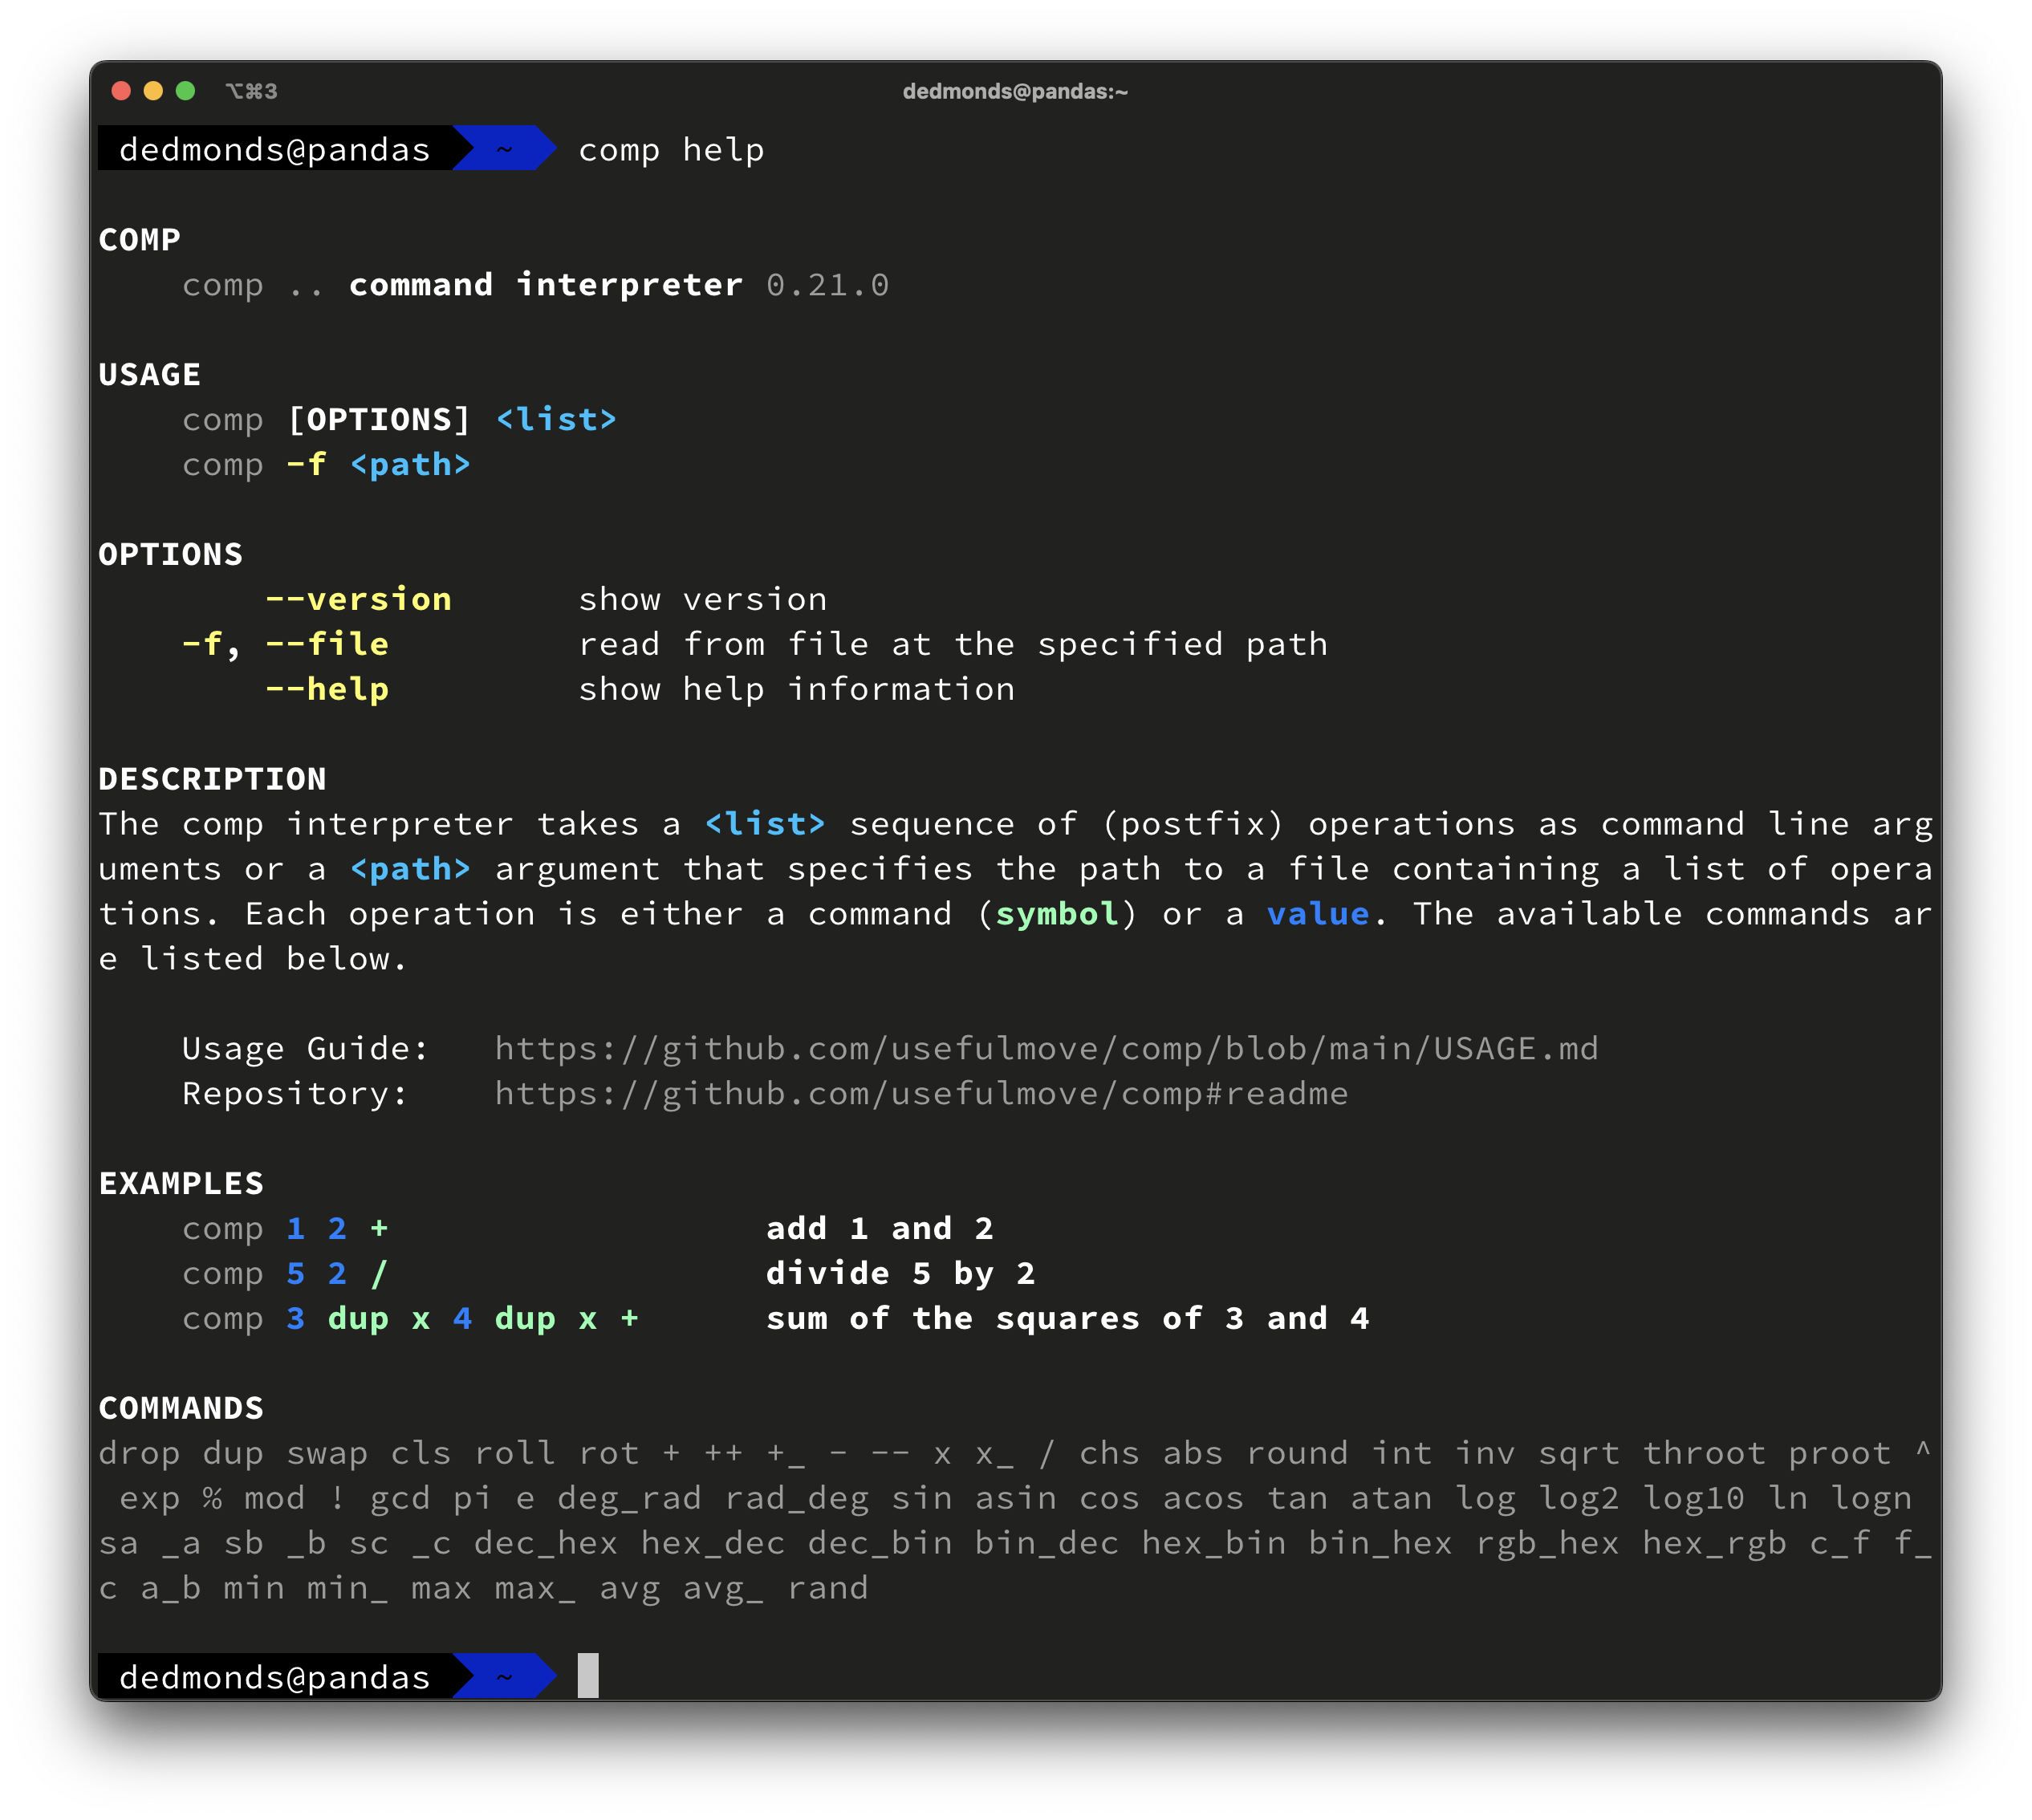 ⌥⌘3 dedmonds@pandas:~
dedmonds@pandas ~ comp help
COMP
comp .. command interpreter 0.21.0
USAGE
comp [OPTIONS] <list>
comp -f <path>
OPTIONS
--version show version
-f, --file read from file at the specified path
--help show help information
DESCRIPTION
The comp interpreter takes a <list> sequence of (postfix) operations as command line arg
uments or a <path> argument that specifies the path to a file containing a list of opera
tions. Each operation is either a command (symbol) or a value. The available commands ar
e listed below.
Usage Guide: https://github.com/usefulmove/comp/blob/main/USAGE.md
Repository: https://github.com/usefulmove/comp#readme
EXAMPLES
comp 1 2 + add 1 and 2
comp 5 2 / divide 5 by 2
comp 3 dup x 4 dup x + sum of the squares of 3 and 4
COMMANDS
drop dup swap cls roll rot + ++ +_ - -- x x_ / chs abs round int inv sqrt throot proot ^
exp % mod ! gcd pi e deg_rad rad_deg sin asin cos acos tan atan log log2 log10 ln logn
sa _a sb _b sc _c dec_hex hex_dec dec_bin bin_dec hex_bin bin_hex rgb_hex hex_rgb c_f f_
c a_b min min_ max max_ avg avg_ rand
dedmonds@pandas ~